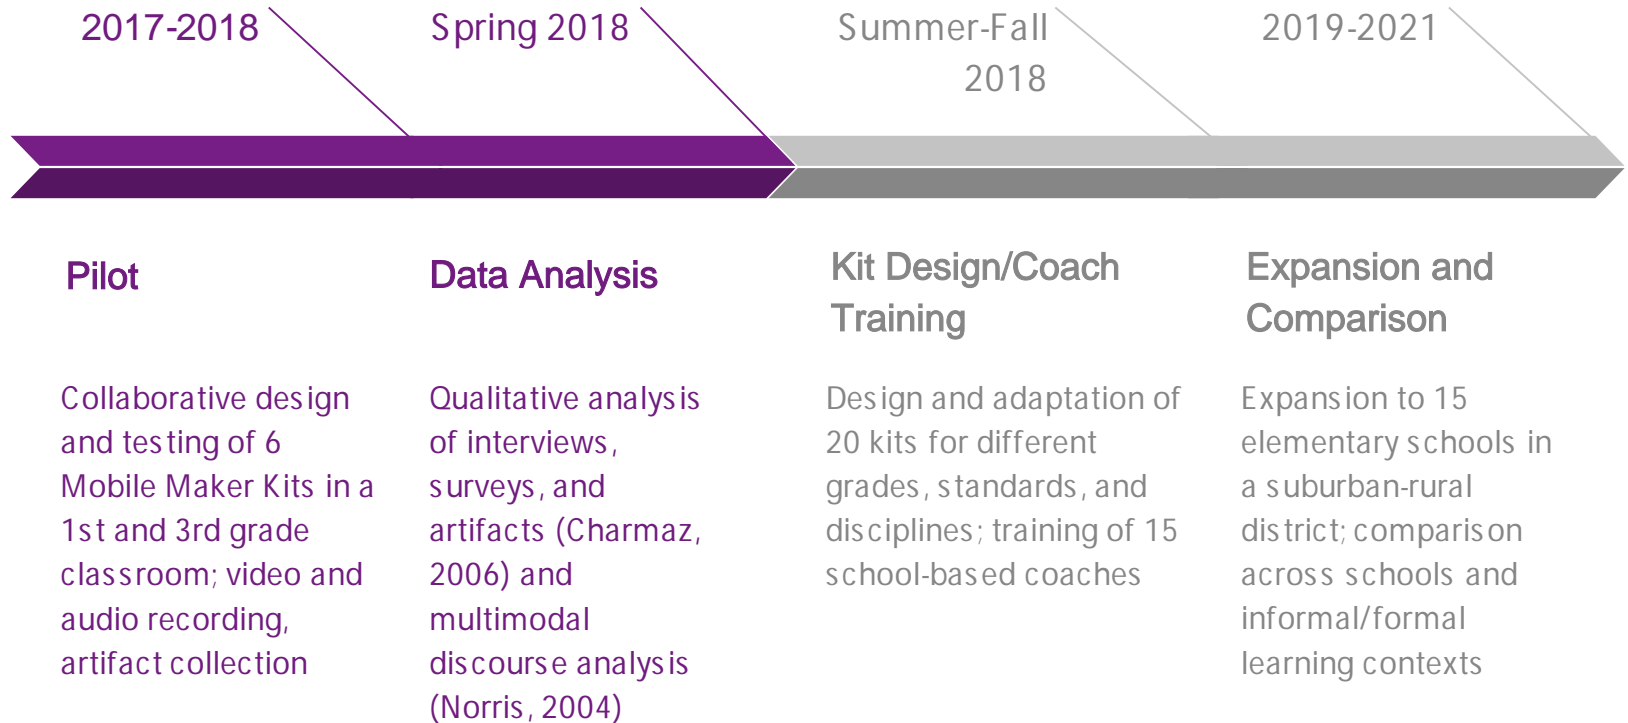 2017-2018
Spring 2018
Summer-Fall
2018
2019-2021
Pilot
Collaborative design
and testing of 6
Mobile Maker Kits in a
1st and 3rd grade
classroom; video and
audio recording,
artifact collection
Data Analysis
Qualitative analysis
of interviews,
surveys, and
artifacts (Charmaz,
2006) and
multimodal
discourse analysis
(Norris, 2004)
Kit Design/Coach
Training
Design and adaptation of
20 kits for different
grades, standards, and
disciplines; training of 15
school-based coaches
Expansion and
Comparison
Expansion to 15
elementary schools in
a suburban-rural
district; comparison
across schools and
informal/formal
learning contexts